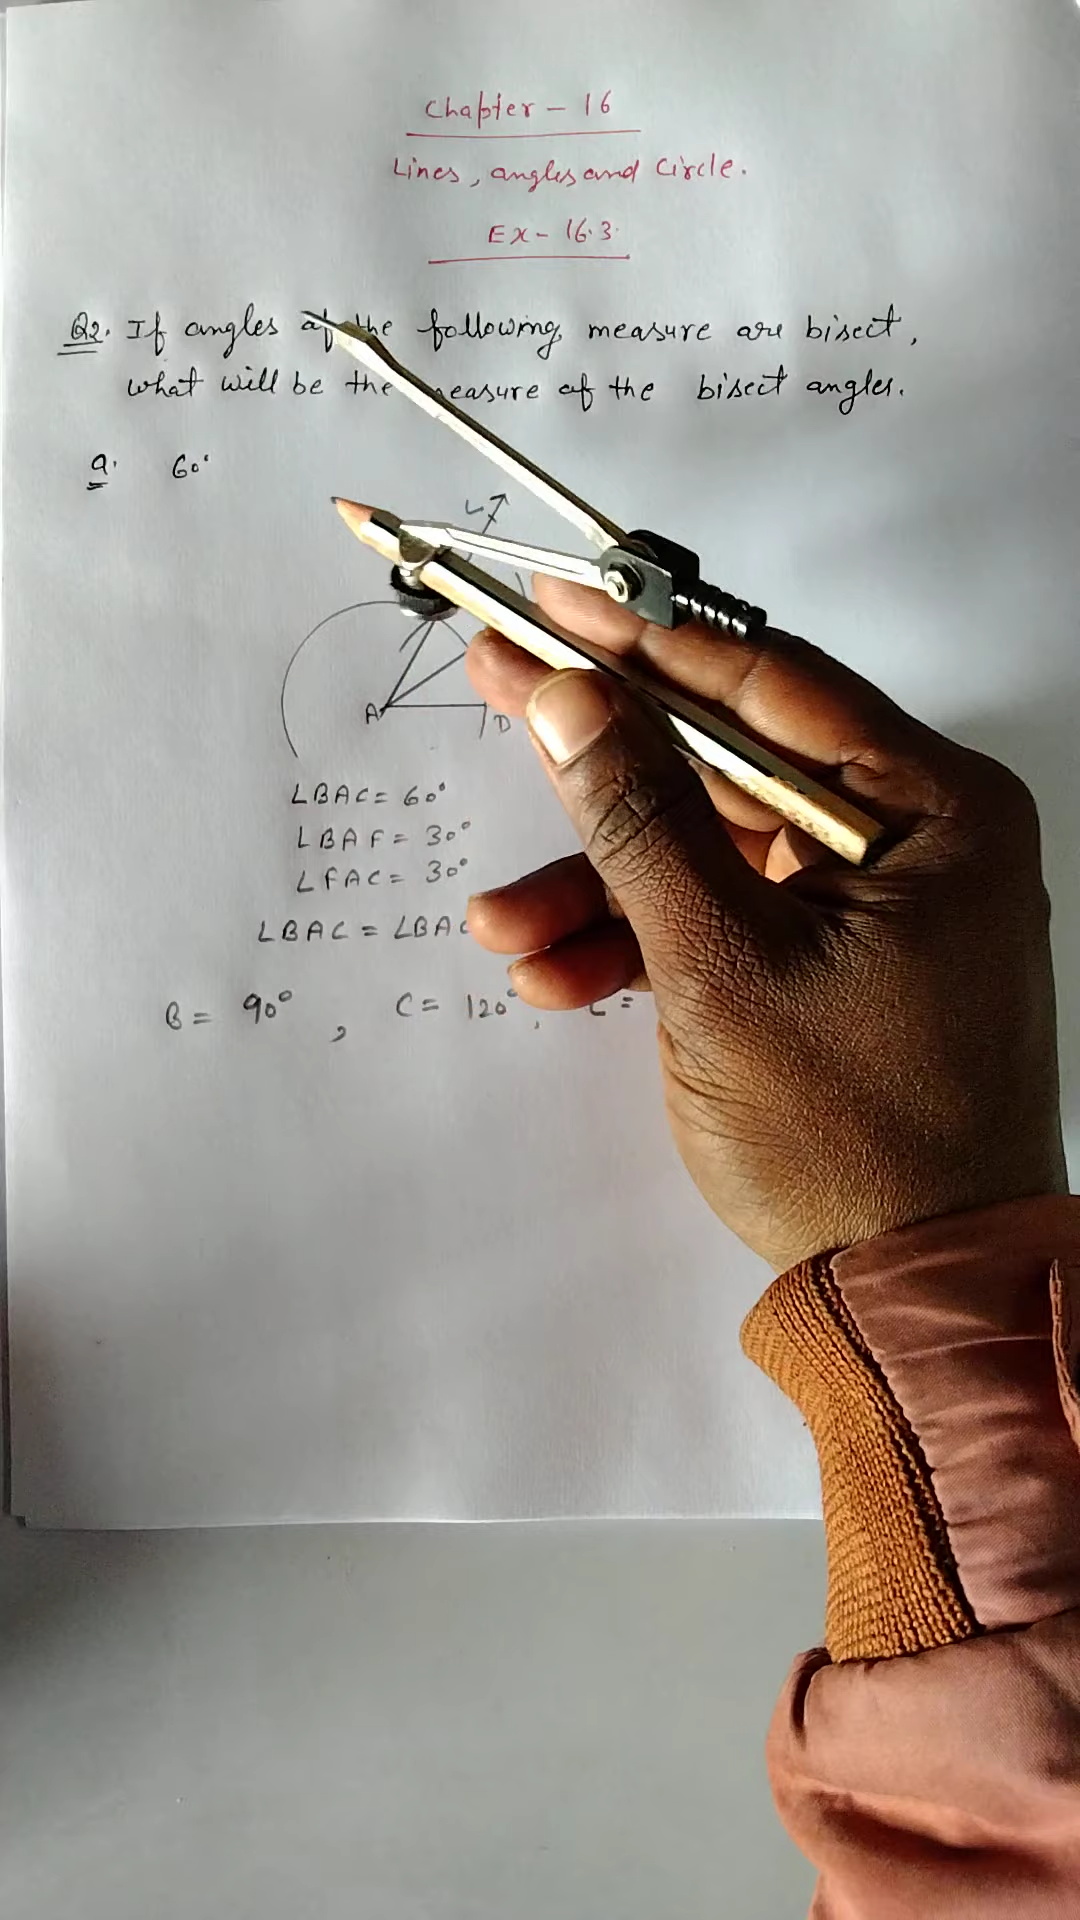 Chapter - 16
Lines, angles and Circle.
Ex - 16.3.
Q2. If angles of the following measure are bisect,
what will be the measure of the bisect angles.
a. 60°
A
D
∠BAC = 60°
∠BAF = 30°
∠FAC = 30°
∠BAC = ∠BAC
B = 90° , C = 120° ,